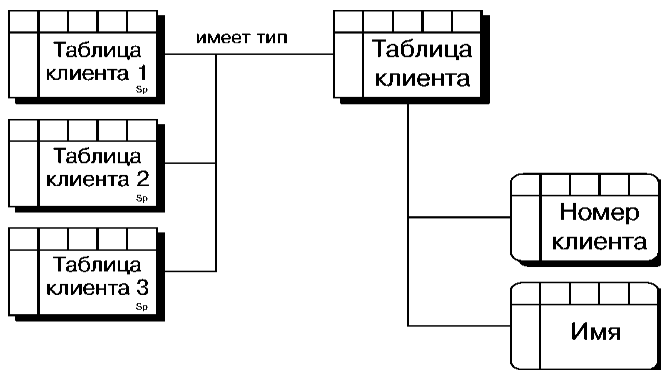 Таблица
клиента 1
Sp
имеет тип
Таблица
клиента
Таблица
клиента 2
Sp
Таблица
клиента 3
Sp
Номер
клиента
Имя